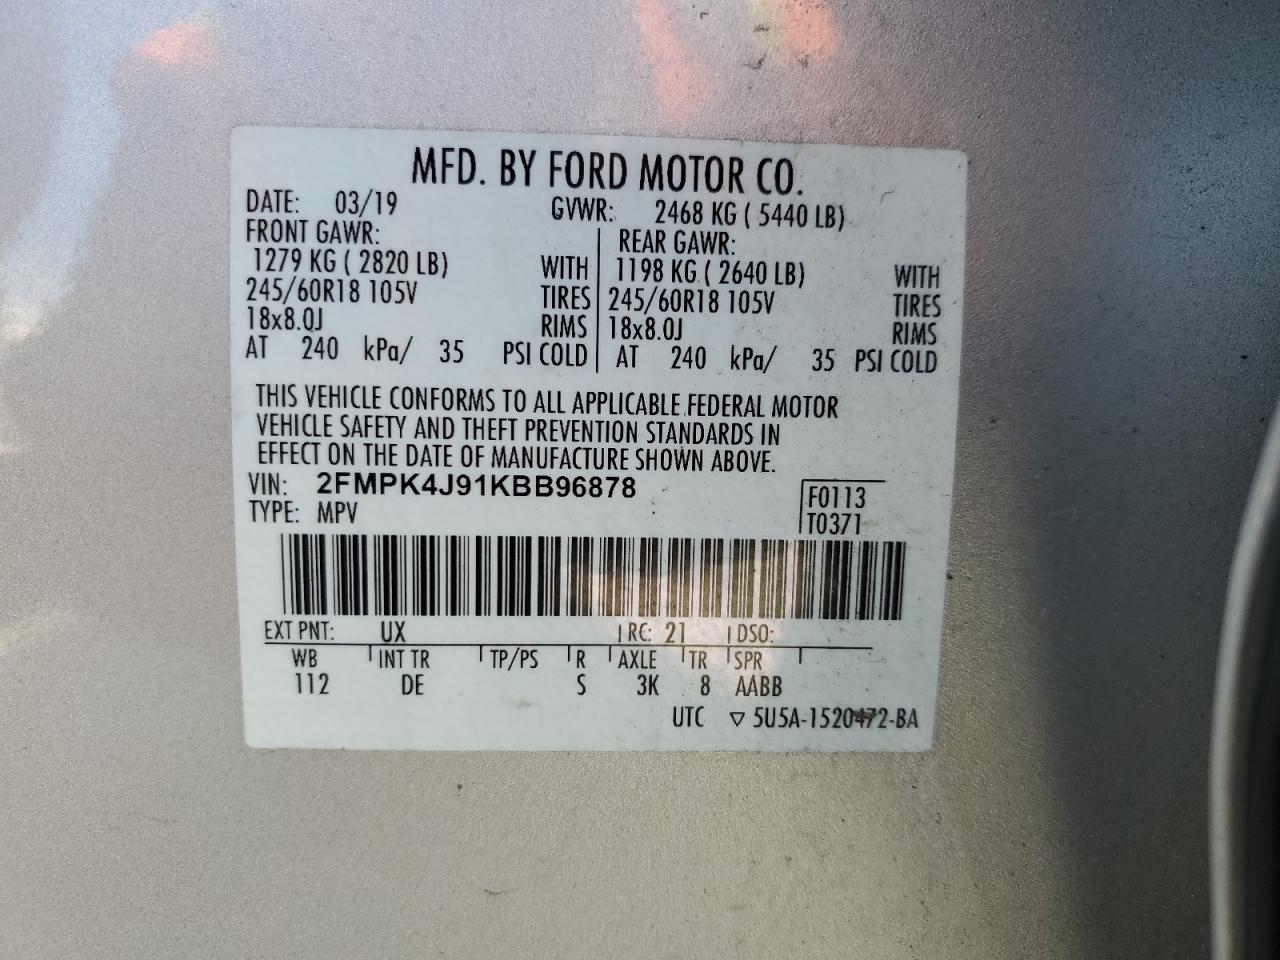 MFD. BY FORD MOTOR CO.
DATE: 03/19 GVWR: 2468 KG ( 5440 LB)
FRONT GAWR: REAR GAWR:
1279 KG ( 2820 LB) WITH 1198 KG ( 2640 LB) WITH
245/60R18 105V TIRES 245/60R18 105V TIRES
18x8.0J RIMS 18x8.0J RIMS
AT 240 kPa/ 35 PSI COLD AT 240 kPa/ 35 PSI COLD
THIS VEHICLE CONFORMS TO ALL APPLICABLE FEDERAL MOTOR
VEHICLE SAFETY AND THEFT PREVENTION STANDARDS IN
EFFECT ON THE DATE OF MANUFACTURE SHOWN ABOVE.
VIN: 2FMPK4J91KBB96878 F0113
TYPE: MPV T0371
EXT PNT: UX RC: 21 DSO:
WB INT TR TP/PS R AXLE TR SPR
112 DE S 3K 8 AABB
UTC ▽ 5U5A-1520472-BA